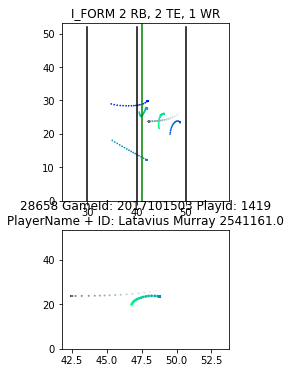 I_FORM 2 RB, 2 TE, 1 WR
50
40
30
20
10
0
30 40 50
28658 GameId: 2017101503 PlayId: 1419
PlayerName + ID: Latavius Murray 2541161.0
40
20
0
42.5 45.0 47.5 50.0 52.5